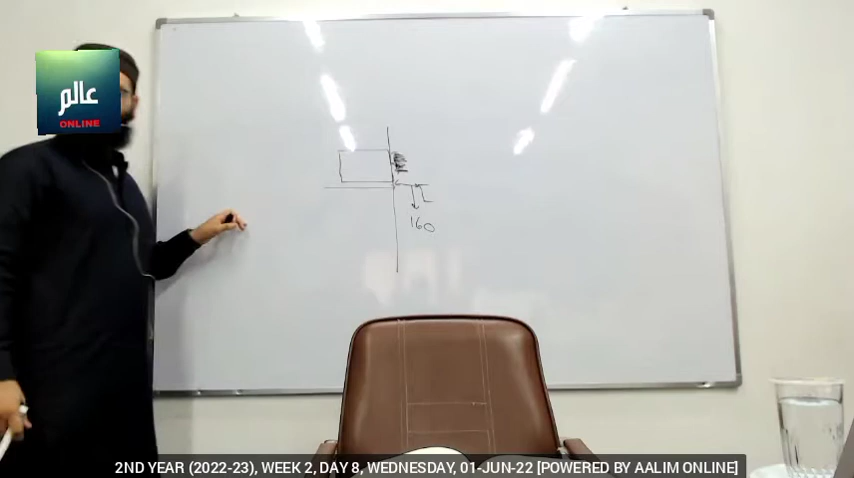 عالم
ONLINE
160
2ND YEAR (2022-23), WEEK 2, DAY 8, WEDNESDAY, 01-JUN-22 [POWERED BY AALIM ONLINE]